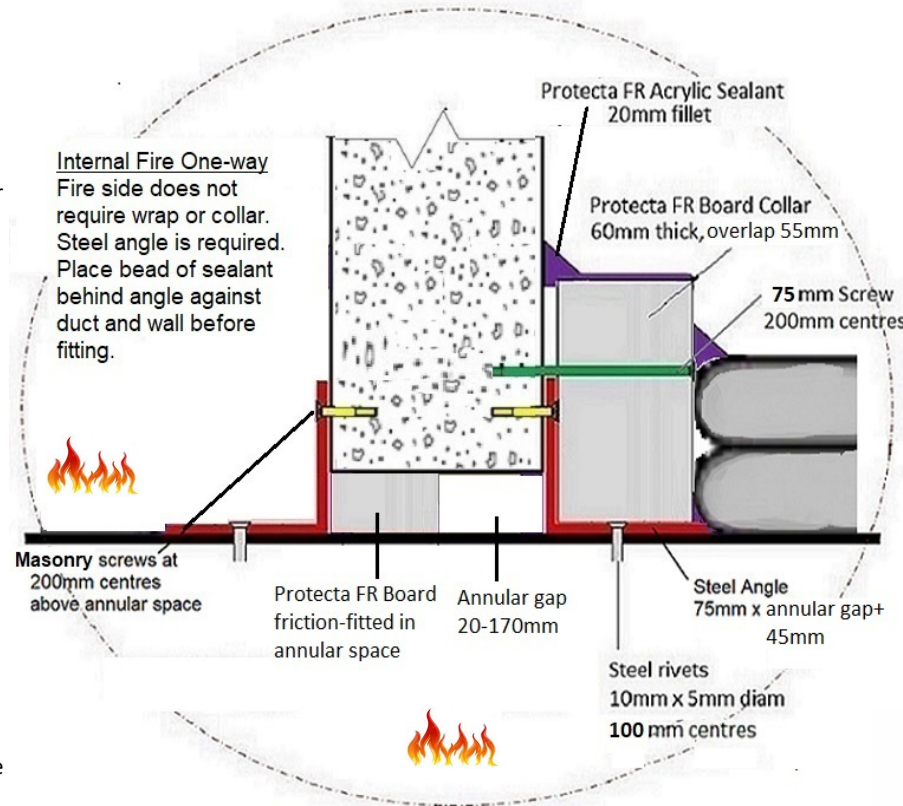 Protecta FR Acrylic Sealant
20mm fillet
Internal Fire One-way
Fire side does not
require wrap or collar.
Steel angle is required.
Place bead of sealant
behind angle against
duct and wall before
fitting.
Protecta FR Board Collar
60mm thick, overlap 55mm
75mm Screw
200mm centres
Masonry screws at
200mm centres
above annular space
Protecta FR Board
friction-fitted in
annular space
Annular gap
20-170mm
Steel Angle
75mm x annular gap+
45mm
Steel rivets
10mm x 5mm diam
100 mm centres